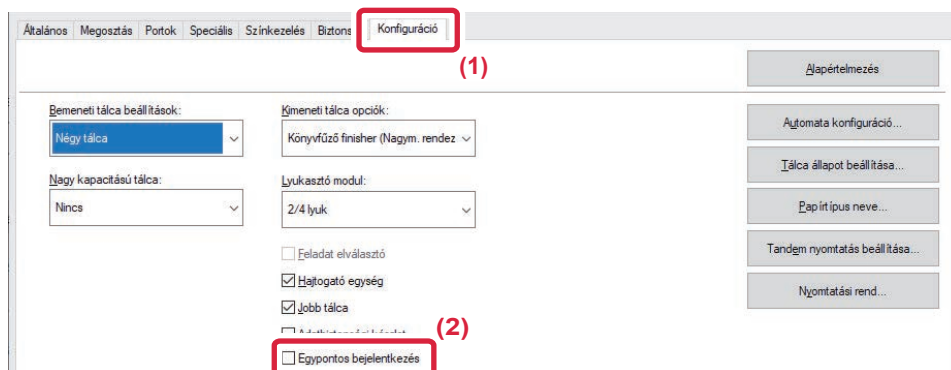 Általános Megosztás Portok Speciális Színkezelés Bizton Konfiguráció
(1)
Alapértelmezés
Bemeneti tálca beállítások:
Négy tálca
Nagy kapacitású tálca:
Nincs
Kimeneti tálca opciók:
Könyvfűző finisher (Nagym. rendez
Lyukasztó modul:
2/4 lyuk
Feladat elválasztó
Hajtogató egység
Jobb tálca
(2)
Egypontos bejelentkezés
Automata konfiguráció...
Tálca állapot beállítása...
Papírtípus neve...
Tandem nyomtatás beállítása...
Nyomtatási rend...